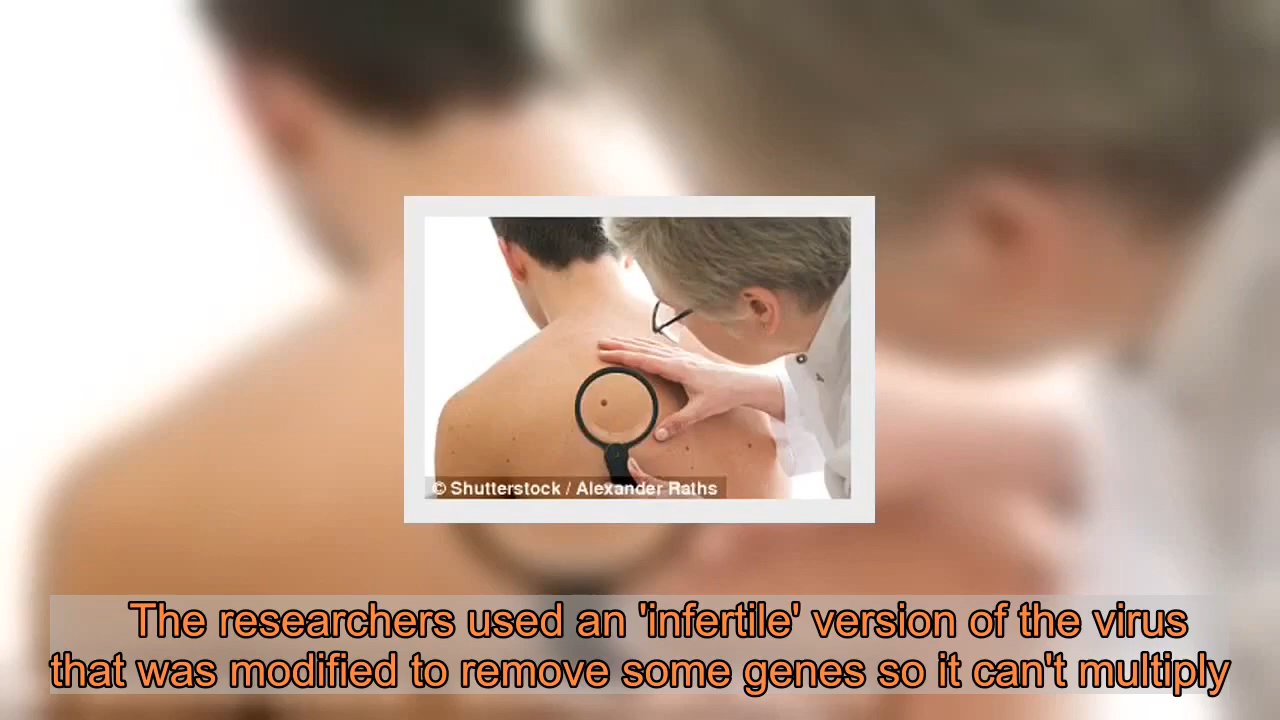 © Shutterstock / Alexander Raths
The researchers used an 'infertile' version of the virus
that was modified to remove some genes so it can't multiply